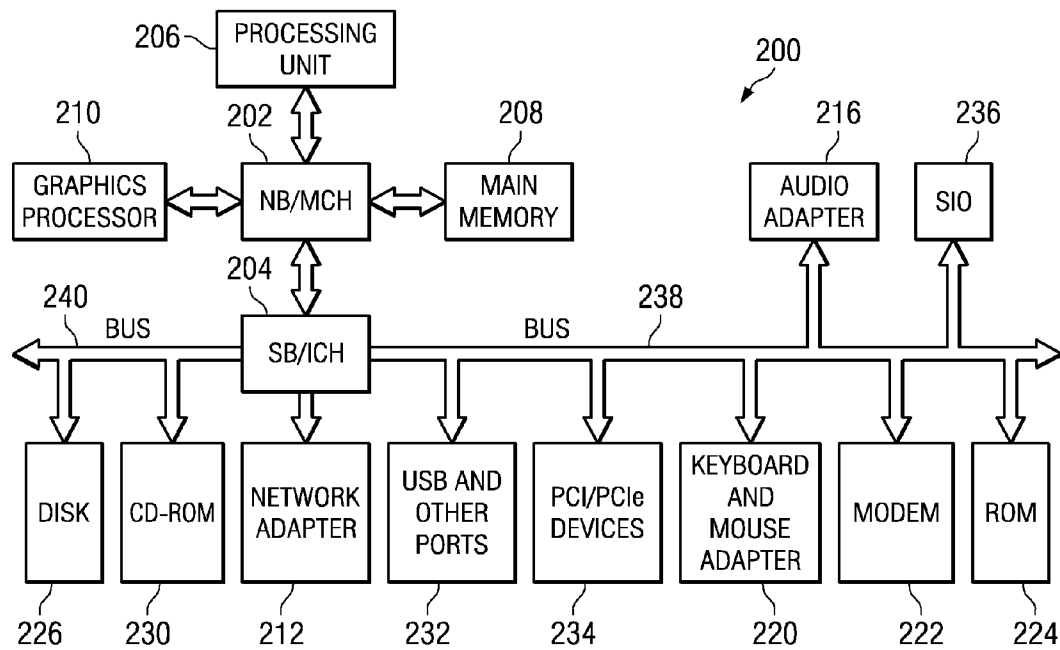 206
PROCESSING
UNIT
200
210
202
208
216
236
GRAPHICS
PROCESSOR
NB/MCH
MAIN
MEMORY
AUDIO
ADAPTER
SIO
204
240
BUS
SB/ICH
BUS
238
DISK
CD-ROM
NETWORK
ADAPTER
USB AND
OTHER
PORTS
PCI/PCIe
DEVICES
KEYBOARD
AND
MOUSE
ADAPTER
MODEM
ROM
226
230
212
232
234
220
222
224